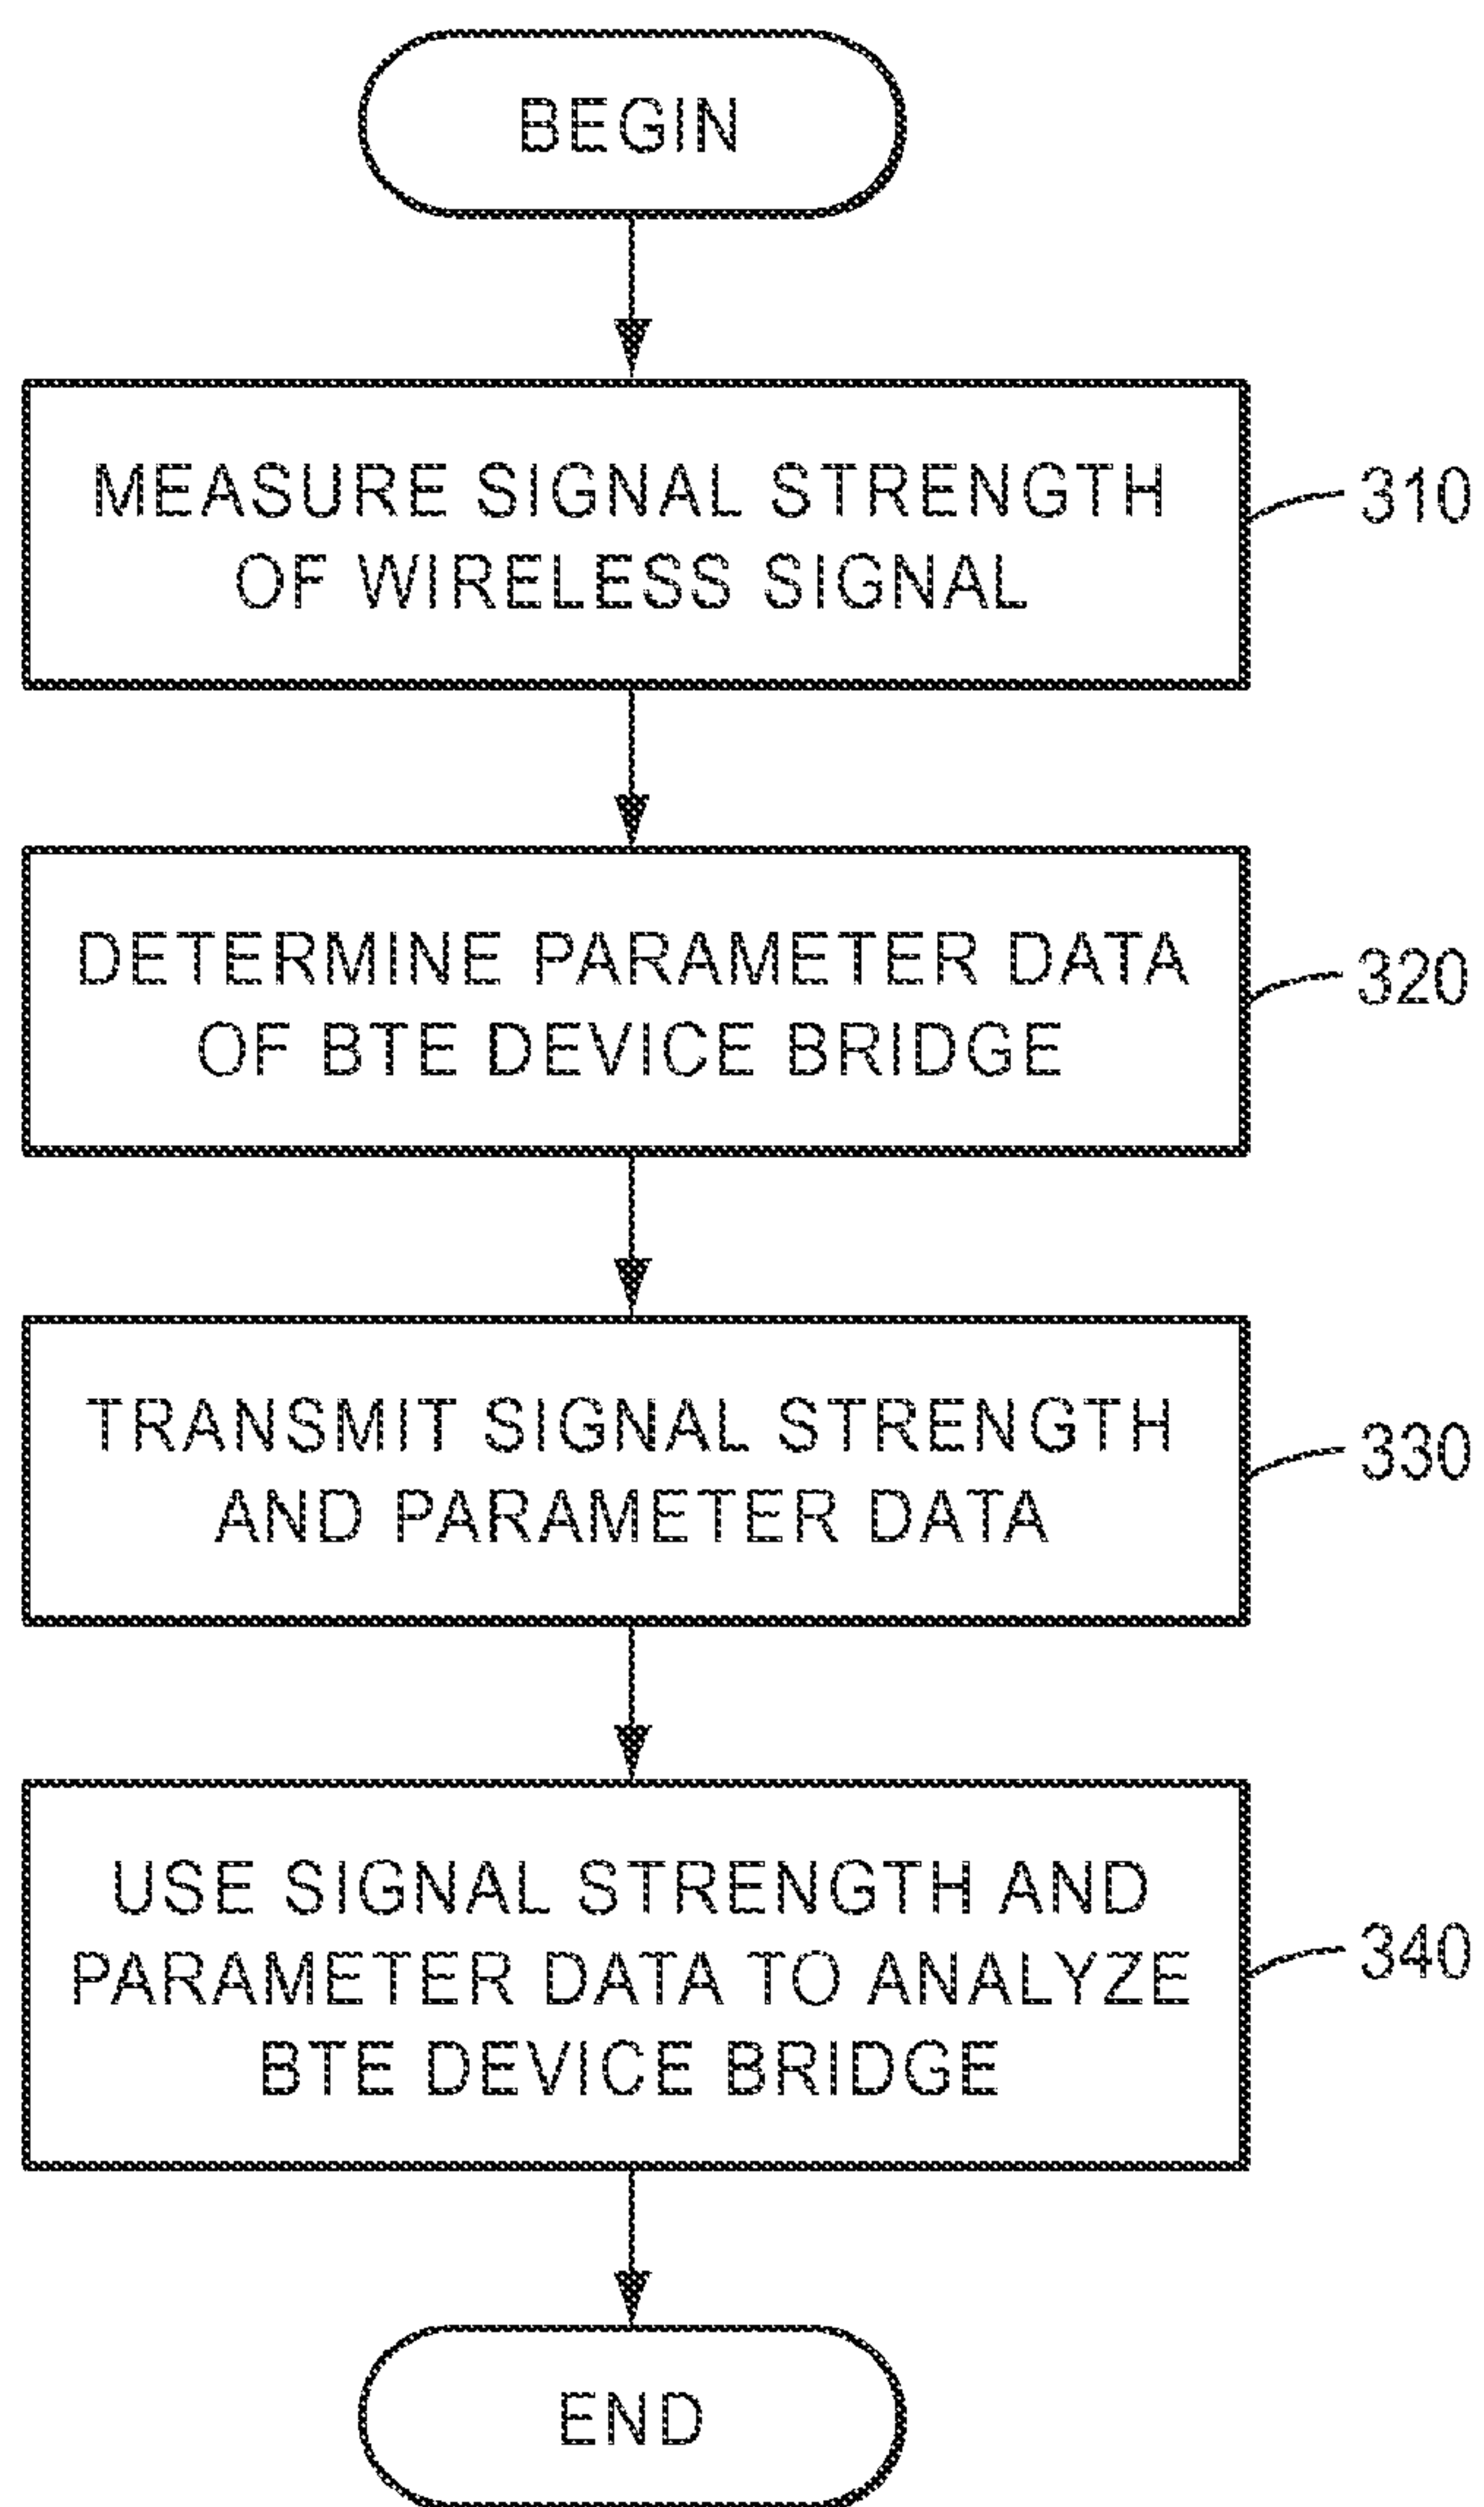 BEGIN
MEASURE SIGNAL STRENGTH
OF WIRELESS SIGNAL
310
DETERMINE PARAMETER DATA
OF BTE DEVICE BRIDGE
320
TRANSMIT SIGNAL STRENGTH
AND PARAMETER DATA
330
USE SIGNAL STRENGTH AND
PARAMETER DATA TO ANALYZE
BTE DEVICE BRIDGE
340
END